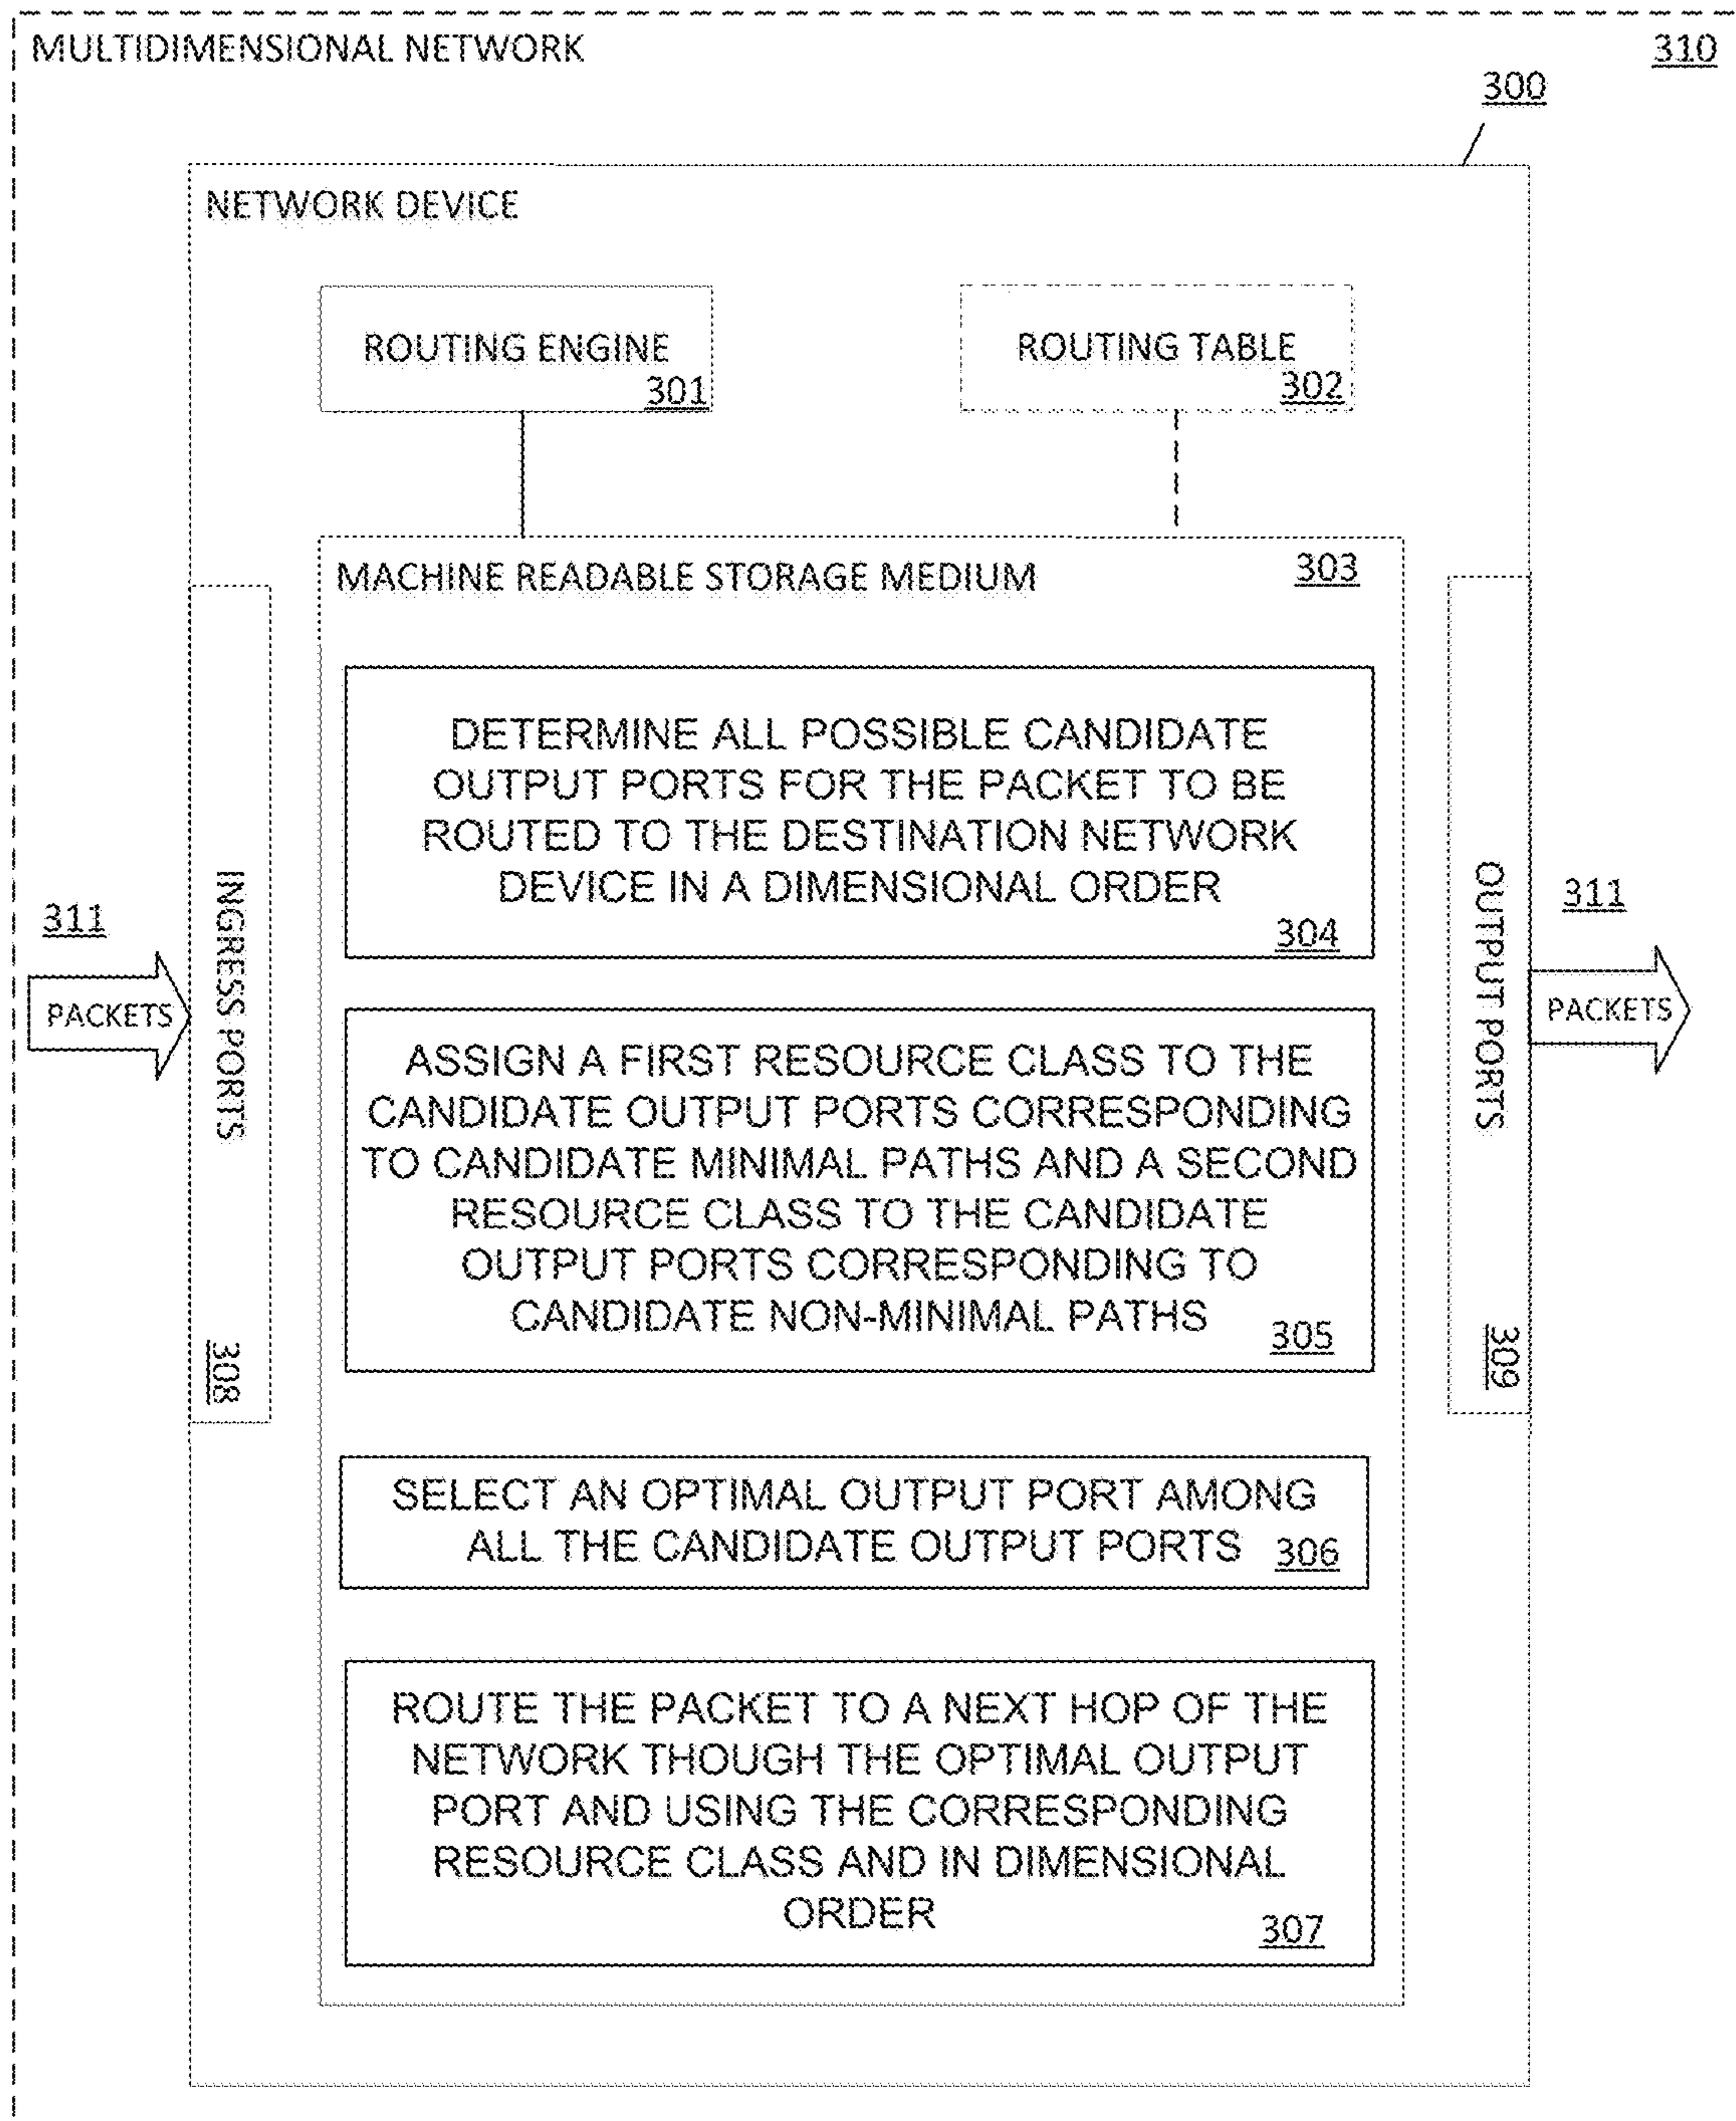 MULTIDIMENSIONAL NETWORK
310
300
NETWORK DEVICE
ROUTING ENGINE
301
ROUTING TABLE
302
MACHINE READABLE STORAGE MEDIUM
303
DETERMINE ALL POSSIBLE CANDIDATE
OUTPUT PORTS FOR THE PACKET TO BE
ROUTED TO THE DESTINATION NETWORK
DEVICE IN A DIMENSIONAL ORDER
304
311
PACKETS
INGRESS PORTS
308
ASSIGN A FIRST RESOURCE CLASS TO THE
CANDIDATE OUTPUT PORTS CORRESPONDING
TO CANDIDATE MINIMAL PATHS AND A SECOND
RESOURCE CLASS TO THE CANDIDATE
OUTPUT PORTS CORRESPONDING TO
CANDIDATE NON-MINIMAL PATHS
305
OUTPUT PORTS
309
311
PACKETS
SELECT AN OPTIMAL OUTPUT PORT AMONG
ALL THE CANDIDATE OUTPUT PORTS
306
ROUTE THE PACKET TO A NEXT HOP OF THE
NETWORK THOUGH THE OPTIMAL OUTPUT
PORT AND USING THE CORRESPONDING
RESOURCE CLASS AND IN DIMENSIONAL
ORDER
307